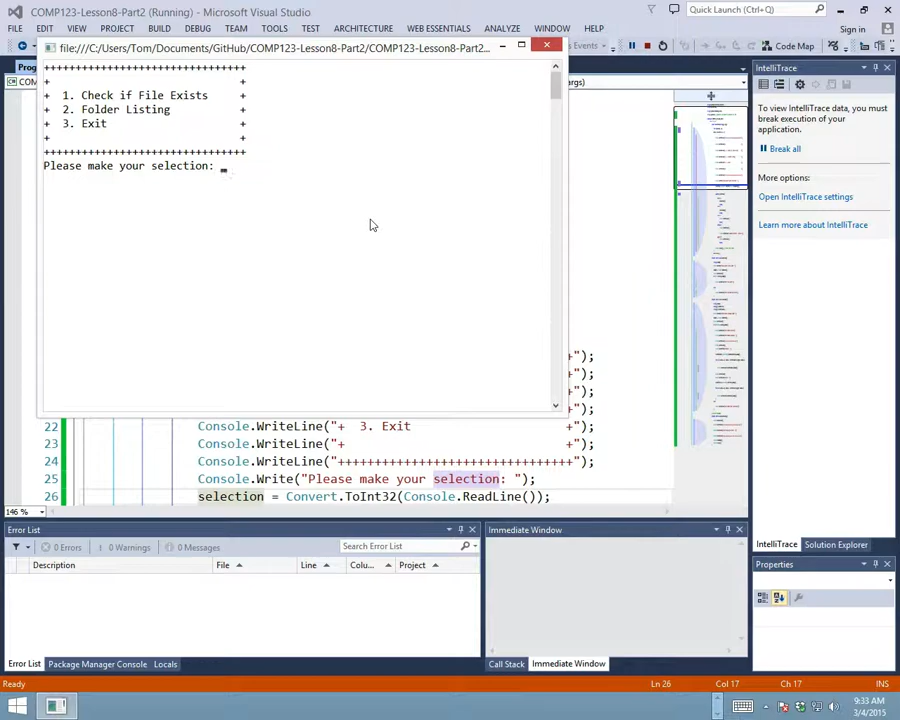 COMP123-Lesson8-Part2 (Running) - Microsoft Visual Studio
Quick Launch (Ctrl+Q)
FILE EDIT VIEW PROJECT BUILD DEBUG TEAM TOOLS TEST ARCHITECTURE WEB ESSENTIALS ANALYZE WINDOW HELP Sign in
file:///C:/Users/Tom/Documents/GitHub/COMP123-Lesson8-Part2/COMP123-Lesson8-Part2...
Code Map
IntelliTrace
++++++++++++++++++++++++++++++++
+ +
+ 1. Check if File Exists +
+ 2. Folder Listing +
+ 3. Exit +
+ +
++++++++++++++++++++++++++++++++
Please make your selection:
To view IntelliTrace data, you must
break execution of your
application.
Break all
More options:
Open IntelliTrace settings
Learn more about IntelliTrace
+");
+");
+");
+");
22 Console.WriteLine("+ 3. Exit +");
23 Console.WriteLine("+ +");
24 Console.WriteLine("++++++++++++++++++++++++++++++++");
25 Console.Write("Please make your selection: ");
26 selection = Convert.ToInt32(Console.ReadLine());
146 %
Error List
Immediate Window
IntelliTrace Solution Explorer
0 Errors 0 Warnings 0 Messages Search Error List
Properties
Description File Line Colu... Project
Error List Package Manager Console Locals
Call Stack Immediate Window
Ready Ln 26 Col 17 Ch 17 INS
9:33 AM
3/4/2015